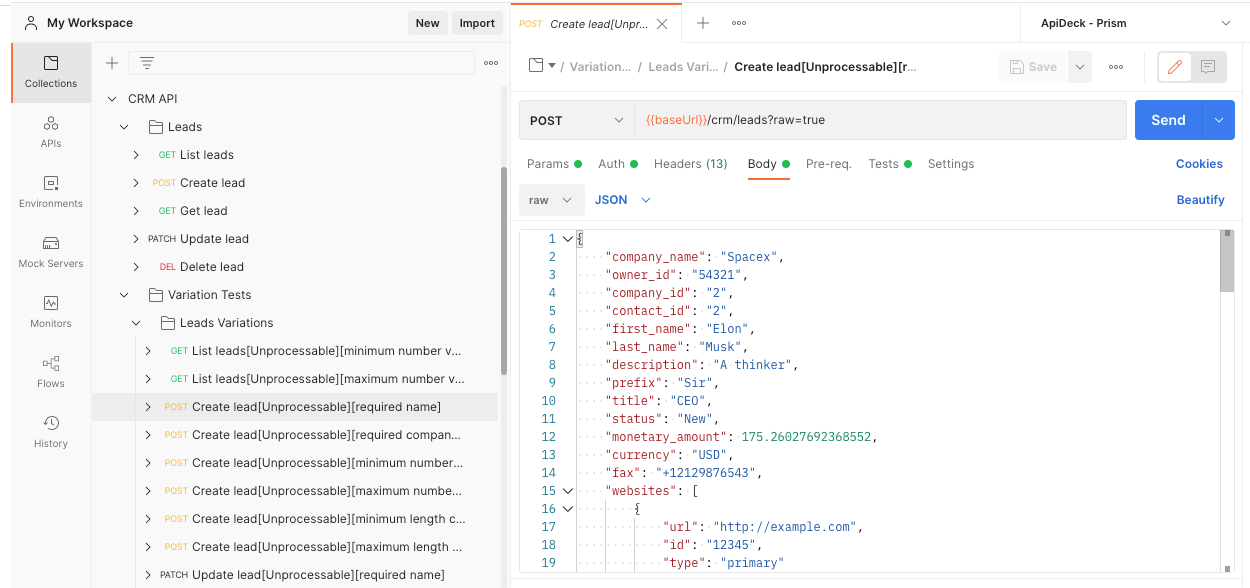 My Workspace
New
Import
Collections
APIs
Environments
Mock Servers
Monitors
Flows
History
CRM API
Leads
GET List leads
POST Create lead
GET Get lead
PATCH Update lead
DEL Delete lead
Variation Tests
Leads Variations
GET List leads[Unprocessable][minimum number v...
GET List leads[Unprocessable][maximum number v...
POST Create lead[Unprocessable][required name]
POST Create lead[Unprocessable][required compan...
POST Create lead[Unprocessable][minimum number...
POST Create lead[Unprocessable][maximum numbe...
POST Create lead[Unprocessable][minimum length c...
POST Create lead[Unprocessable][maximum length ...
PATCH Update lead[Unprocessable][required name]
POST Create lead[Unpr...
ApiDeck - Prism
/ Variation... / Leads Vari... / Create lead[Unprocessable][r...
Save
POST
{{baseUrl}}/crm/leads?raw=true
Send
Params Auth Headers (13) Body Pre-req. Tests Settings
Cookies
raw JSON
Beautify
1 {
2 "company_name": "Spacex",
3 "owner_id": "54321",
4 "company_id": "2",
5 "contact_id": "2",
6 "first_name": "Elon",
7 "last_name": "Musk",
8 "description": "A thinker",
9 "prefix": "Sir",
10 "title": "CEO",
11 "status": "New",
12 "monetary_amount": 175.26027692368552,
13 "currency": "USD",
14 "fax": "+12129876543",
15 "websites": [
16 {
17 "url": "http://example.com",
18 "id": "12345",
19 "type": "primary"